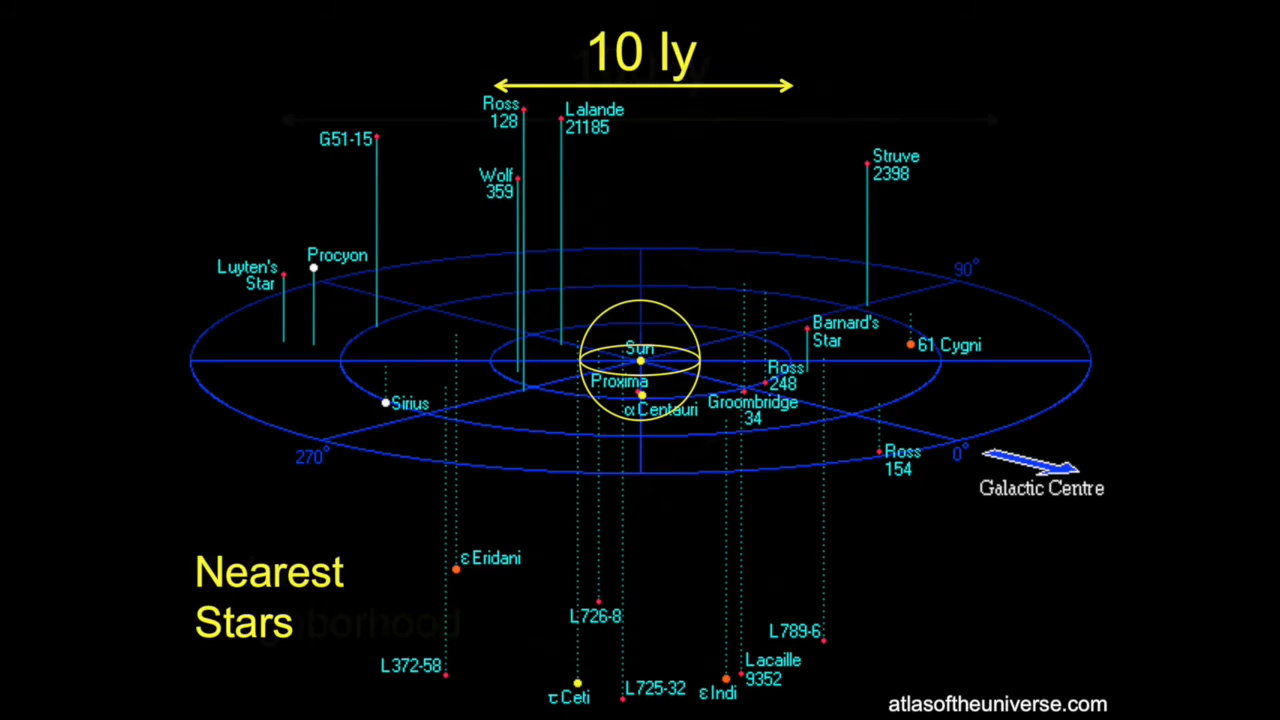 10 ly
Ross
128
Lalande
21185
G51-15
Struve
2398
Wolf
359
Procyon
Luyten's
Star
90°
Barnard's
Star
61 Cygni
Sun
Ross
248
Proxima
Sirius
α Centauri
Groombridge
34
270°
0°
Ross
154
Galactic Centre
ε Eridani
Nearest
Stars
borhood
L726-8
L789-6
L372-58
Lacaille
9352
τ Ceti
L725-32
ε Indi
atlasoftheuniverse.com